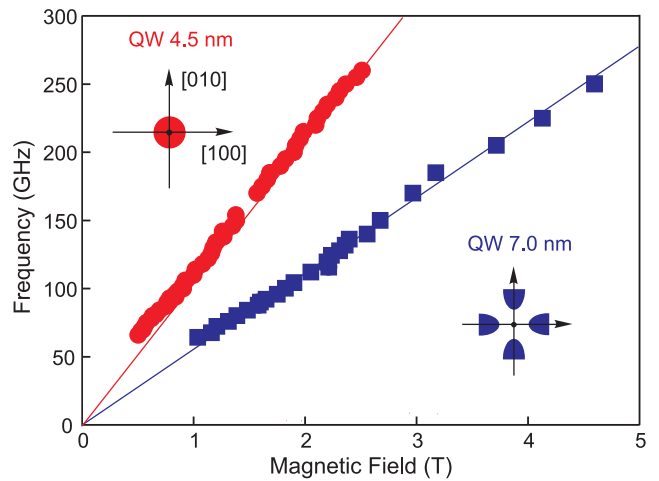 300
250
200
150
100
50
0
Frequency (GHz)
QW 4.5 nm
[010]
[100]
QW 7.0 nm
0 1 2 3 4 5
Magnetic Field (T)